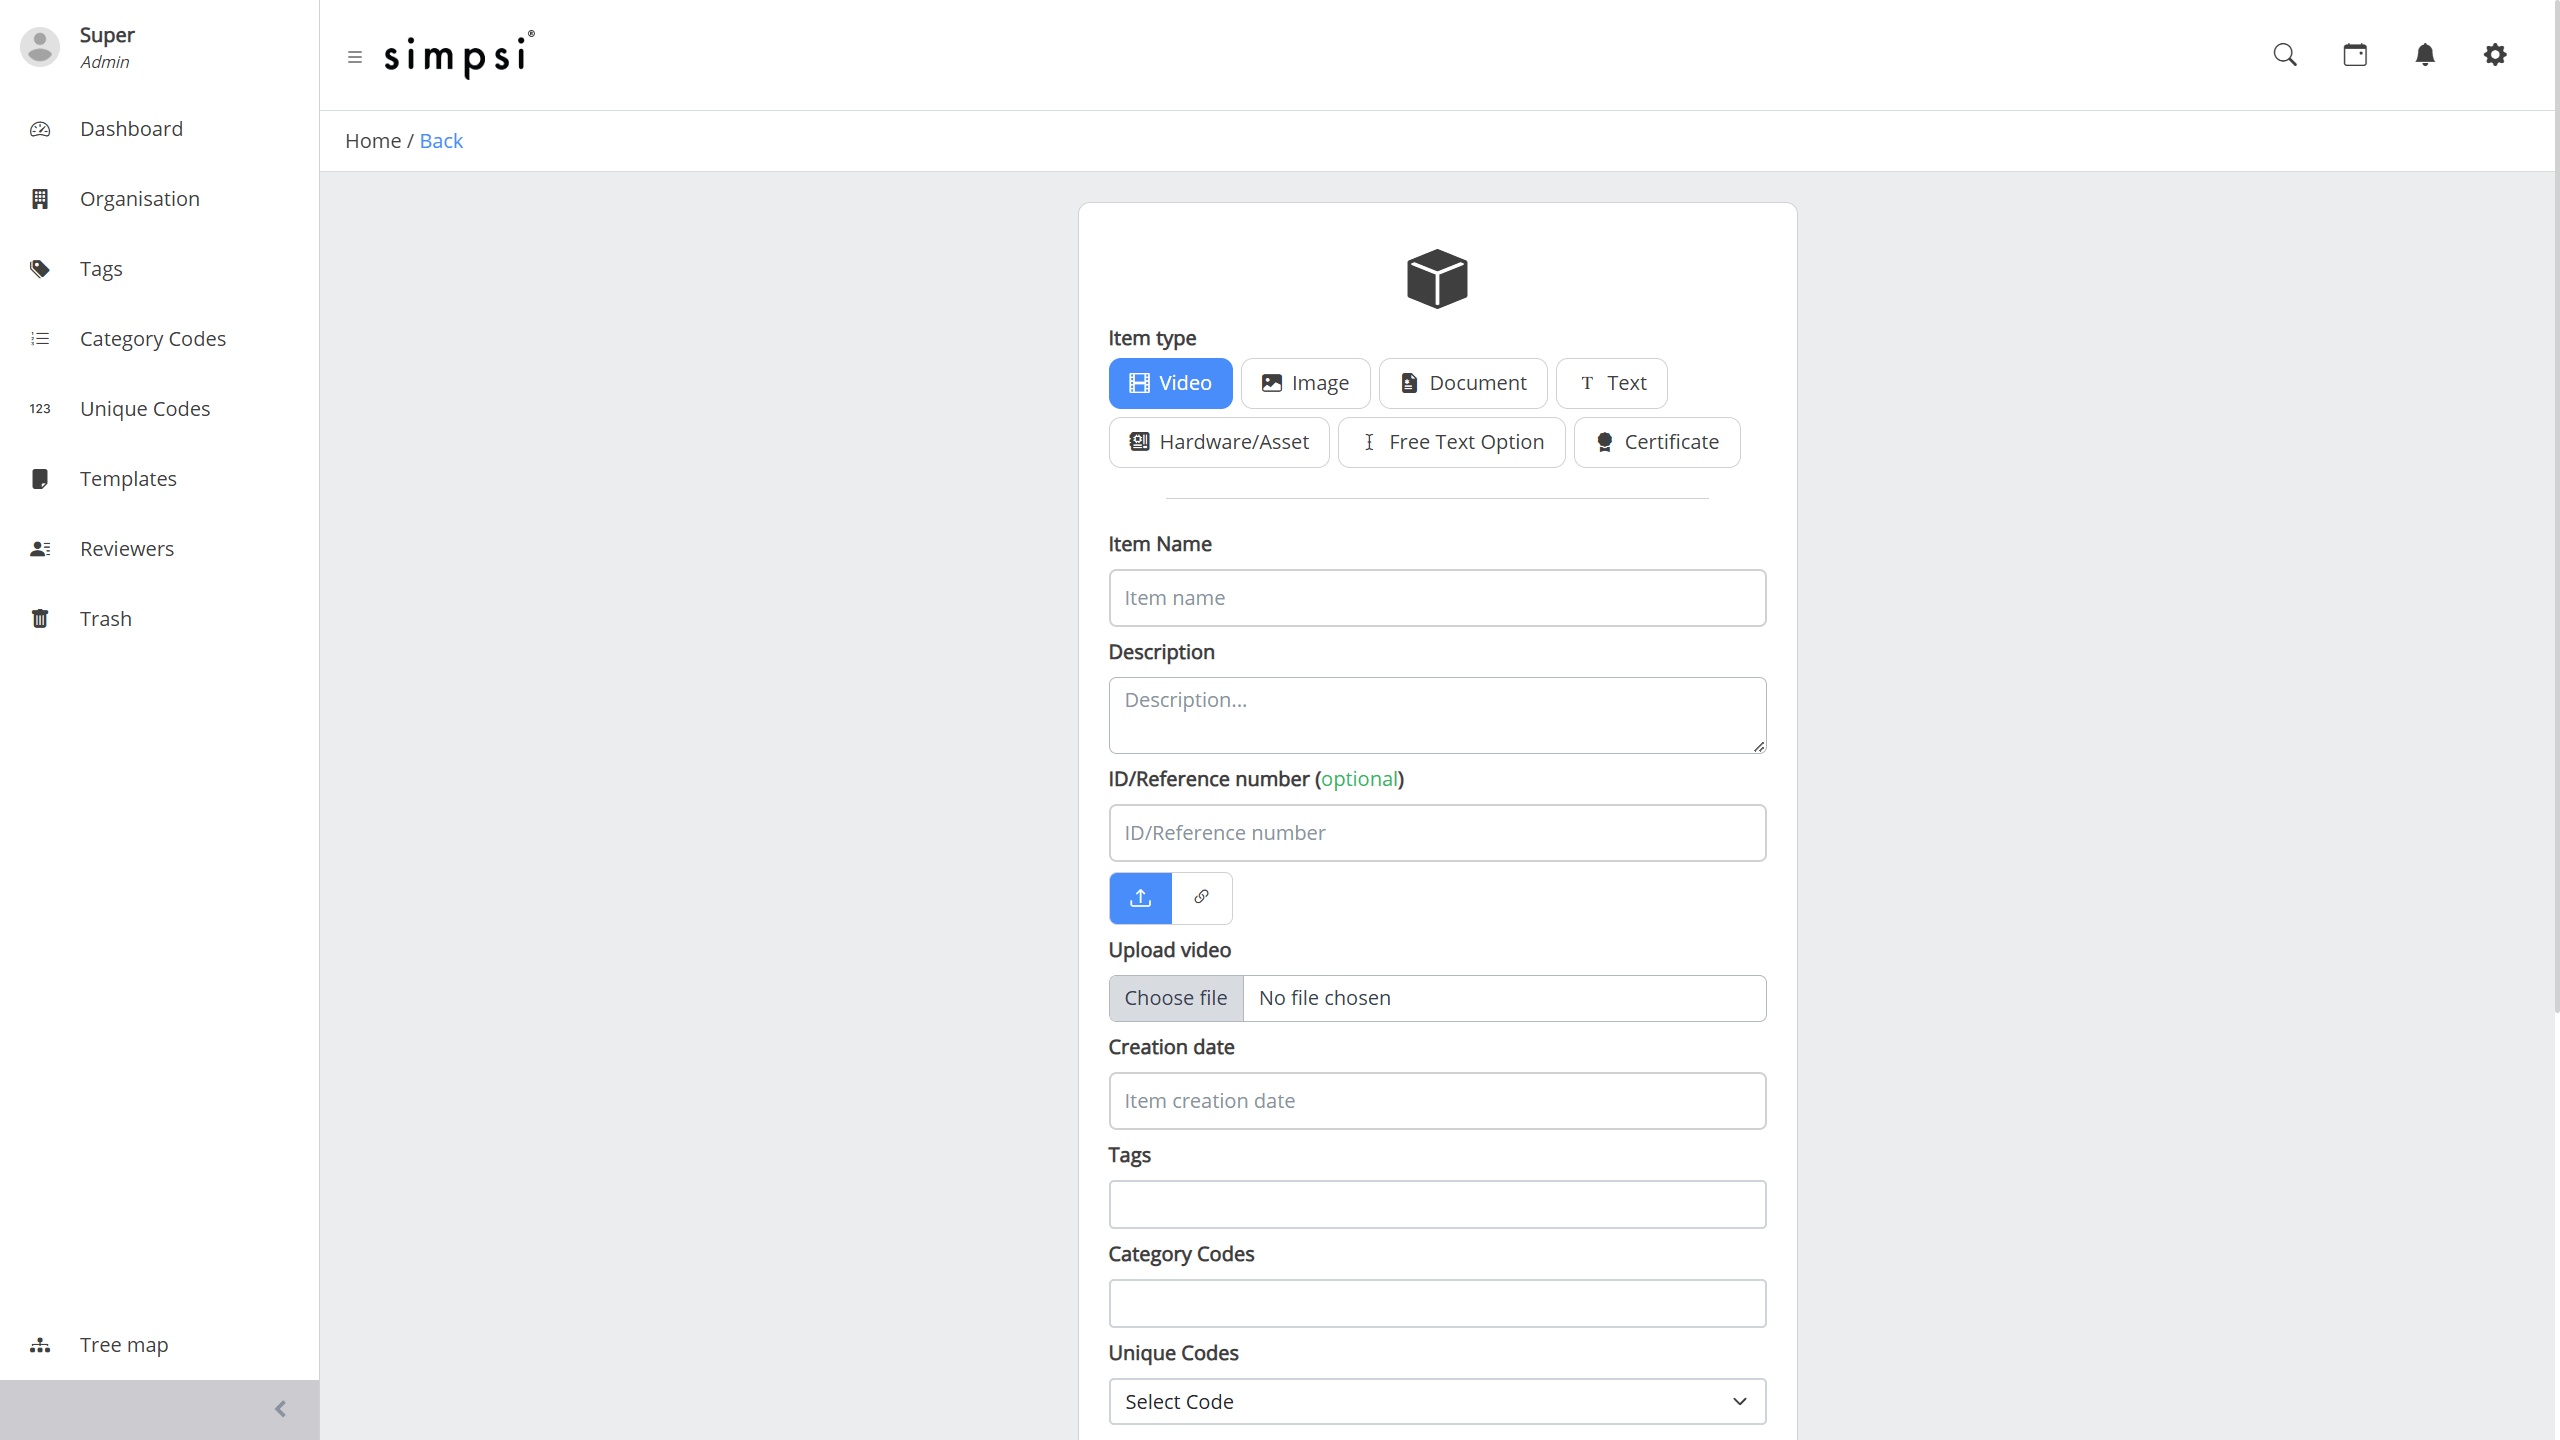 Super
Admin
Dashboard
Organisation
Tags
Category Codes
123 Unique Codes
Templates
Reviewers
Trash
Tree map
simpsi®
Home / Back
Item type
Video Image Document T Text
Hardware/Asset Free Text Option Certificate
Item Name
Item name
Description
Description...
ID/Reference number (optional)
ID/Reference number
Upload video
Choose file No file chosen
Creation date
Item creation date
Tags
Category Codes
Unique Codes
Select Code